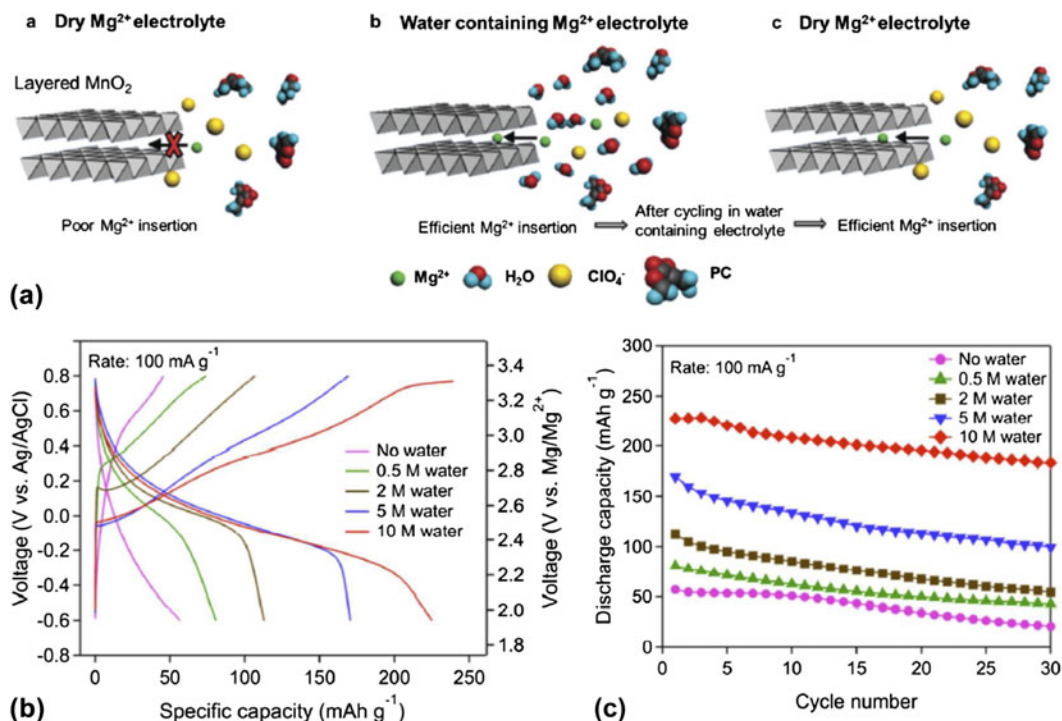 a Dry Mg²⁺ electrolyte
b Water containing Mg²⁺ electrolyte
c Dry Mg²⁺ electrolyte
Layered MnO₂
Poor Mg²⁺ insertion
Efficient Mg²⁺ insertion
After cycling in water
containing electrolyte
Efficient Mg²⁺ insertion
(a)
Mg²⁺
H₂O
ClO₄⁻
PC
Rate: 100 mA g⁻¹
No water
0.5 M water
2 M water
5 M water
10 M water
Voltage (V vs. Ag/AgCl)
0.8
0.6
0.4
0.2
0.0
-0.2
-0.4
-0.6
-0.8
Voltage (V vs. Mg/Mg²⁺)
3.4
3.2
3.0
2.8
2.6
2.4
2.2
2.0
1.8
0 50 100 150 200 250
Specific capacity (mAh g⁻¹)
(b)
Rate: 100 mA g⁻¹
No water
0.5 M water
2 M water
5 M water
10 M water
Discharge capacity (mAh g⁻¹)
300
250
200
150
100
50
0
0 5 10 15 20 25 30
Cycle number
(c)